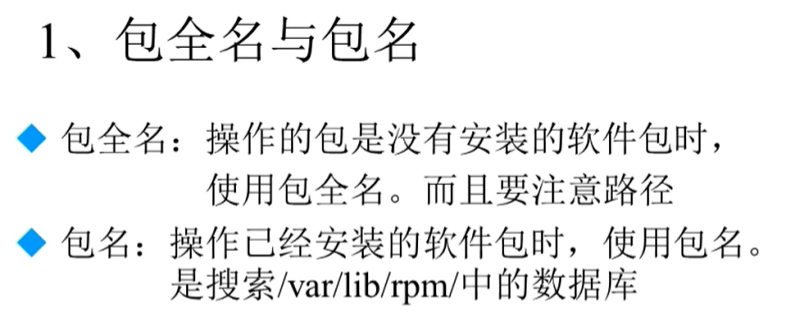 1、包全名与包名
包全名：操作的包是没有安装的软件包时，
使用包全名。而且要注意路径
包名：操作已经安装的软件包时，使用包名。
是搜索/var/lib/rpm/中的数据库